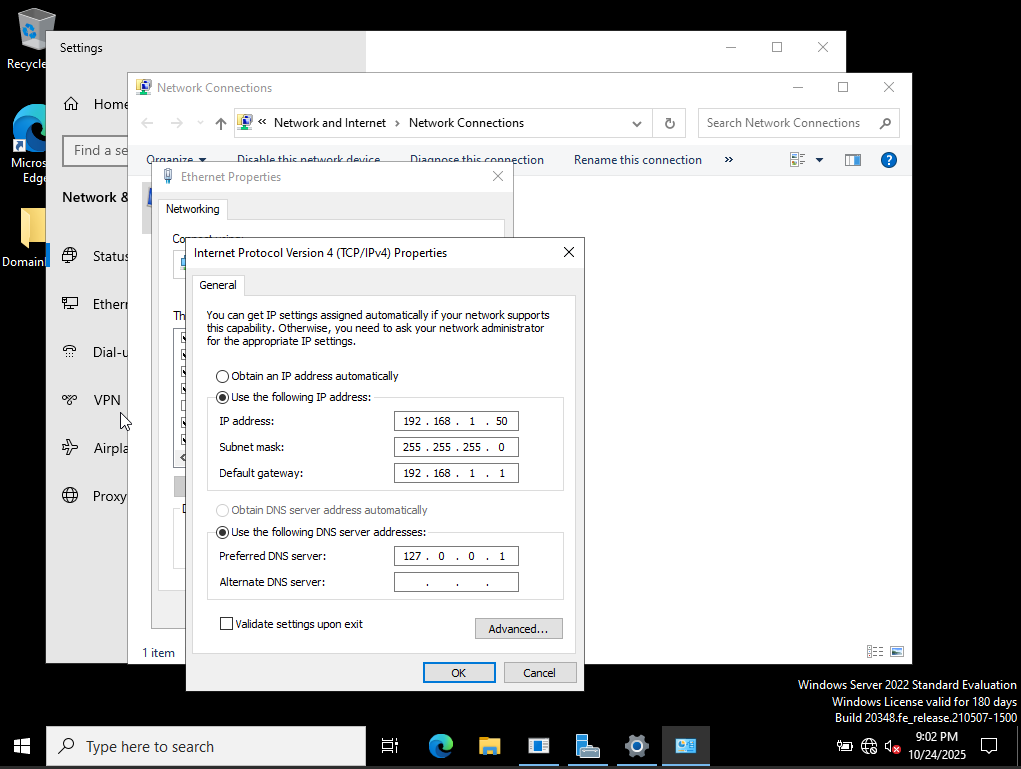 Recycle
Micros
Edge
Domain
Settings
Home
Find a se
Network &
Status
Ethern
Dial-u
VPN
Airpla
Proxy
Network Connections
« Network and Internet › Network Connections
Search Network Connections
Organize
Disable this network device
Diagnose this connection
Rename this connection
»
1 item
Ethernet Properties
Networking
Connect using:
Th
Internet Protocol Version 4 (TCP/IPv4) Properties
General
You can get IP settings assigned automatically if your network supports
this capability. Otherwise, you need to ask your network administrator
for the appropriate IP settings.
Obtain an IP address automatically
Use the following IP address:
IP address: 192 . 168 . 1 . 50
Subnet mask: 255 . 255 . 255 . 0
Default gateway: 192 . 168 . 1 . 1
Obtain DNS server address automatically
Use the following DNS server addresses:
Preferred DNS server: 127 . 0 . 0 . 1
Alternate DNS server: . . .
Validate settings upon exit
Advanced...
OK
Cancel
Windows Server 2022 Standard Evaluation
Windows License valid for 180 days
Build 20348.fe_release.210507-1500
Type here to search
9:02 PM
10/24/2025